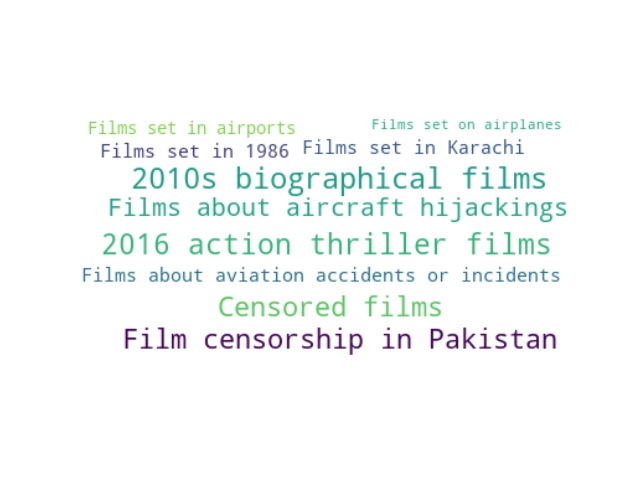 Films set in airports
Films set on airplanes
Films set in 1986
Films set in Karachi
2010s biographical films
Films about aircraft hijackings
2016 action thriller films
Films about aviation accidents or incidents
Censored films
Film censorship in Pakistan